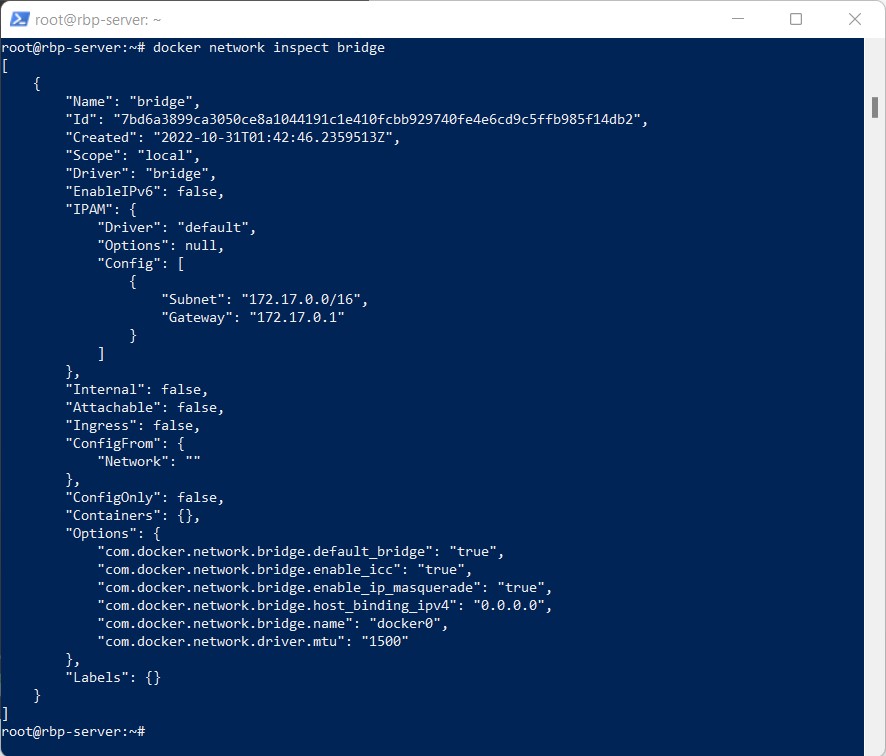 root@rbp-server: ~
root@rbp-server:~# docker network inspect bridge
[
    {
        "Name": "bridge",
        "Id": "7bd6a3899ca3050ce8a1044191c1e410fcbb929740fe4e6cd9c5ffb985f14db2",
        "Created": "2022-10-31T01:42:46.2359513Z",
        "Scope": "local",
        "Driver": "bridge",
        "EnableIPv6": false,
        "IPAM": {
            "Driver": "default",
            "Options": null,
            "Config": [
                {
                    "Subnet": "172.17.0.0/16",
                    "Gateway": "172.17.0.1"
                }
            ]
        },
        "Internal": false,
        "Attachable": false,
        "Ingress": false,
        "ConfigFrom": {
            "Network": ""
        },
        "ConfigOnly": false,
        "Containers": {},
        "Options": {
            "com.docker.network.bridge.default_bridge": "true",
            "com.docker.network.bridge.enable_icc": "true",
            "com.docker.network.bridge.enable_ip_masquerade": "true",
            "com.docker.network.bridge.host_binding_ipv4": "0.0.0.0",
            "com.docker.network.bridge.name": "docker0",
            "com.docker.network.driver.mtu": "1500"
        },
        "Labels": {}
    }
]
root@rbp-server:~#